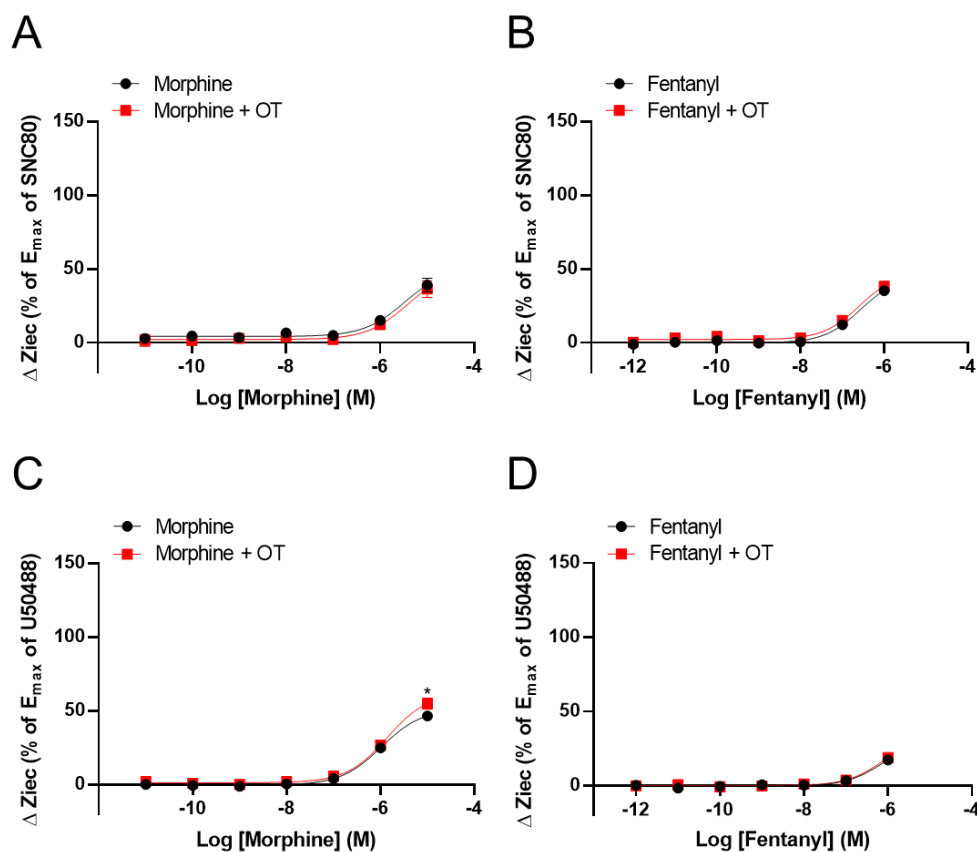 A
Morphine
Morphine + OT
Δ Ziec (% of Emax of SNC80)
150
100
50
0
-10
-8
-6
-4
Log [Morphine] (M)
B
Fentanyl
Fentanyl + OT
Δ Ziec (% of Emax of SNC80)
150
100
50
0
-12
-10
-8
-6
-4
Log [Fentanyl] (M)
C
Morphine
Morphine + OT
Δ Ziec (% of Emax of U50488)
150
100
50
0
*
-10
-8
-6
-4
Log [Morphine] (M)
D
Fentanyl
Fentanyl + OT
Δ Ziec (% of Emax of U50488)
150
100
50
0
-12
-10
-8
-6
-4
Log [Fentanyl] (M)